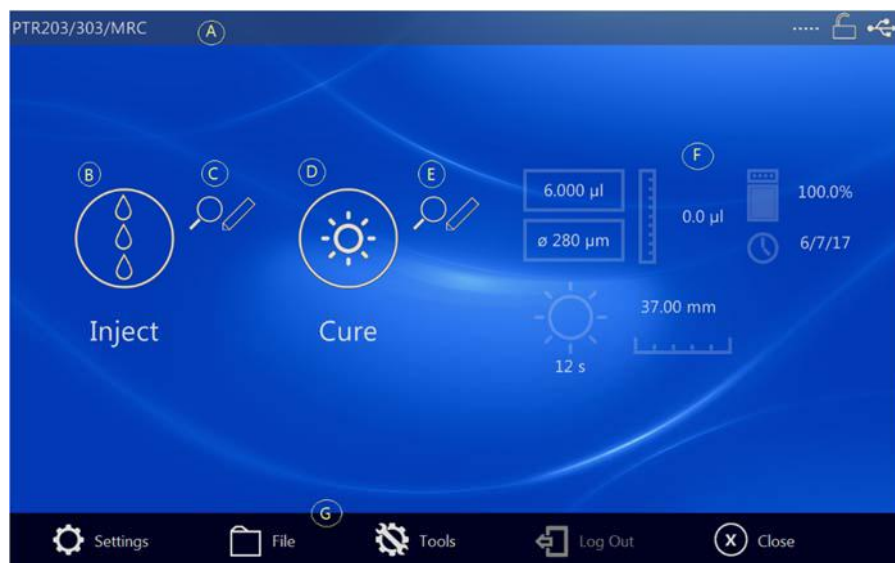 PTR203/303/MRC
A
B
C
D
E
F
6.000 µl
ø 280 µm
0.0 µl
100.0%
6/7/17
37.00 mm
12 s
Inject
Cure
G
Settings
File
Tools
Log Out
X
Close